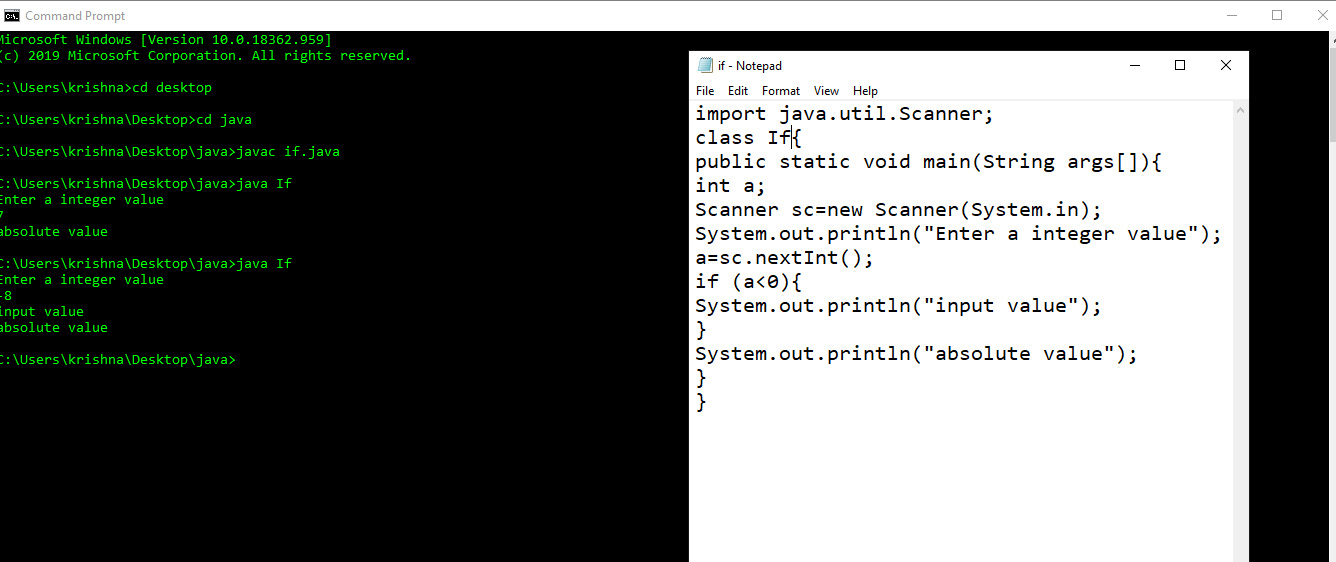 Command Prompt
Microsoft Windows [Version 10.0.18362.959]
(c) 2019 Microsoft Corporation. All rights reserved.
C:\Users\krishna>cd desktop
C:\Users\krishna\Desktop>cd java
C:\Users\krishna\Desktop\java>javac if.java
C:\Users\krishna\Desktop\java>java If
Enter a integer value
7
absolute value
C:\Users\krishna\Desktop\java>java If
Enter a integer value
-8
input value
absolute value
C:\Users\krishna\Desktop\java>
if - Notepad
File Edit Format View Help
import java.util.Scanner;
class If{
public static void main(String args[]){
int a;
Scanner sc=new Scanner(System.in);
System.out.println("Enter a integer value");
a=sc.nextInt();
if (a<0){
System.out.println("input value");
}
System.out.println("absolute value");
}
}